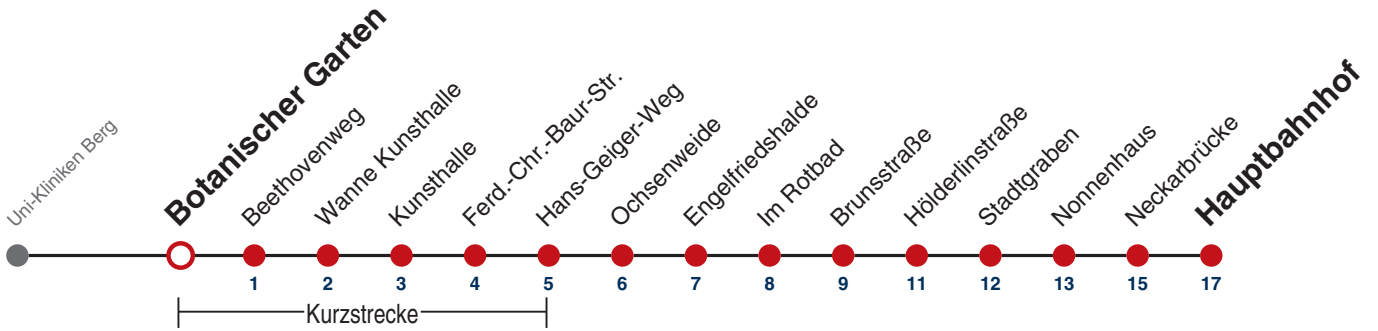 Uni-Kliniken Berg
Botanischer Garten
Beethovenweg
Wanne Kunsthalle
Kunsthalle
Ferd.-Chr.-Baur-Str.
Hans-Geiger-Weg
Ochsenweide
Engelfriedshalde
Im Rotbad
Brunsstraße
Hölderlinstraße
Stadtgraben
Nonnenhaus
Neckarbrücke
Hauptbahnhof
1 2 3 4 5 6 7 8 9 11 12 13 15 17
Kurzstrecke